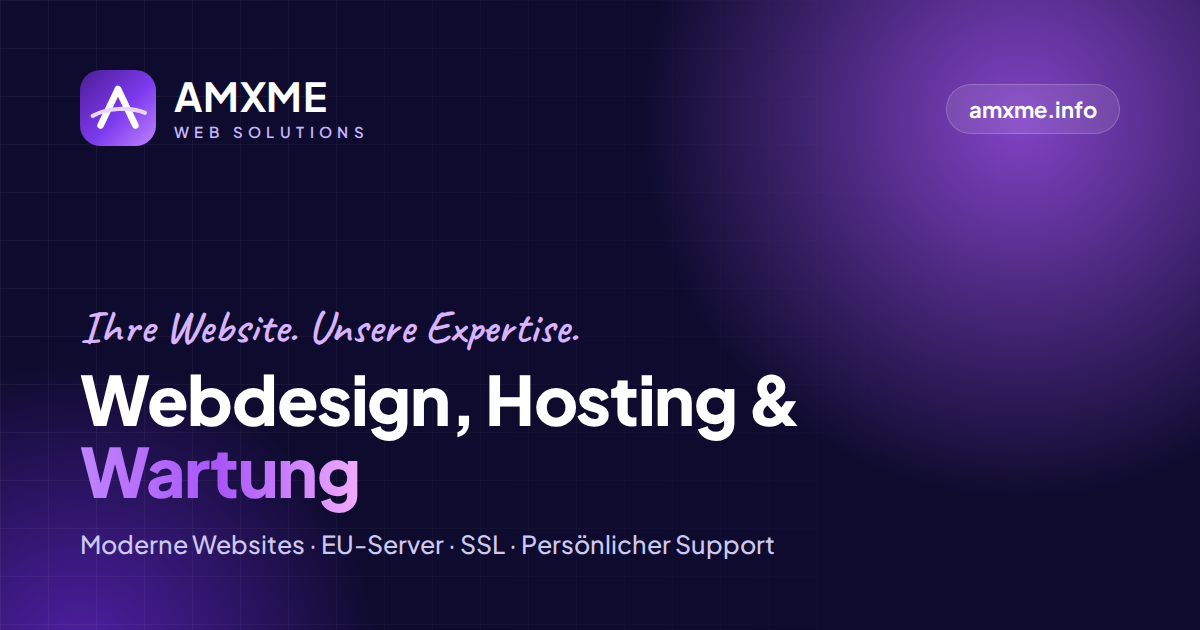 AMXME
WEB SOLUTIONS
amxme.info
Ihre Website. Unsere Expertise.
Webdesign, Hosting &
Wartung
Moderne Websites · EU-Server · SSL · Persönlicher Support